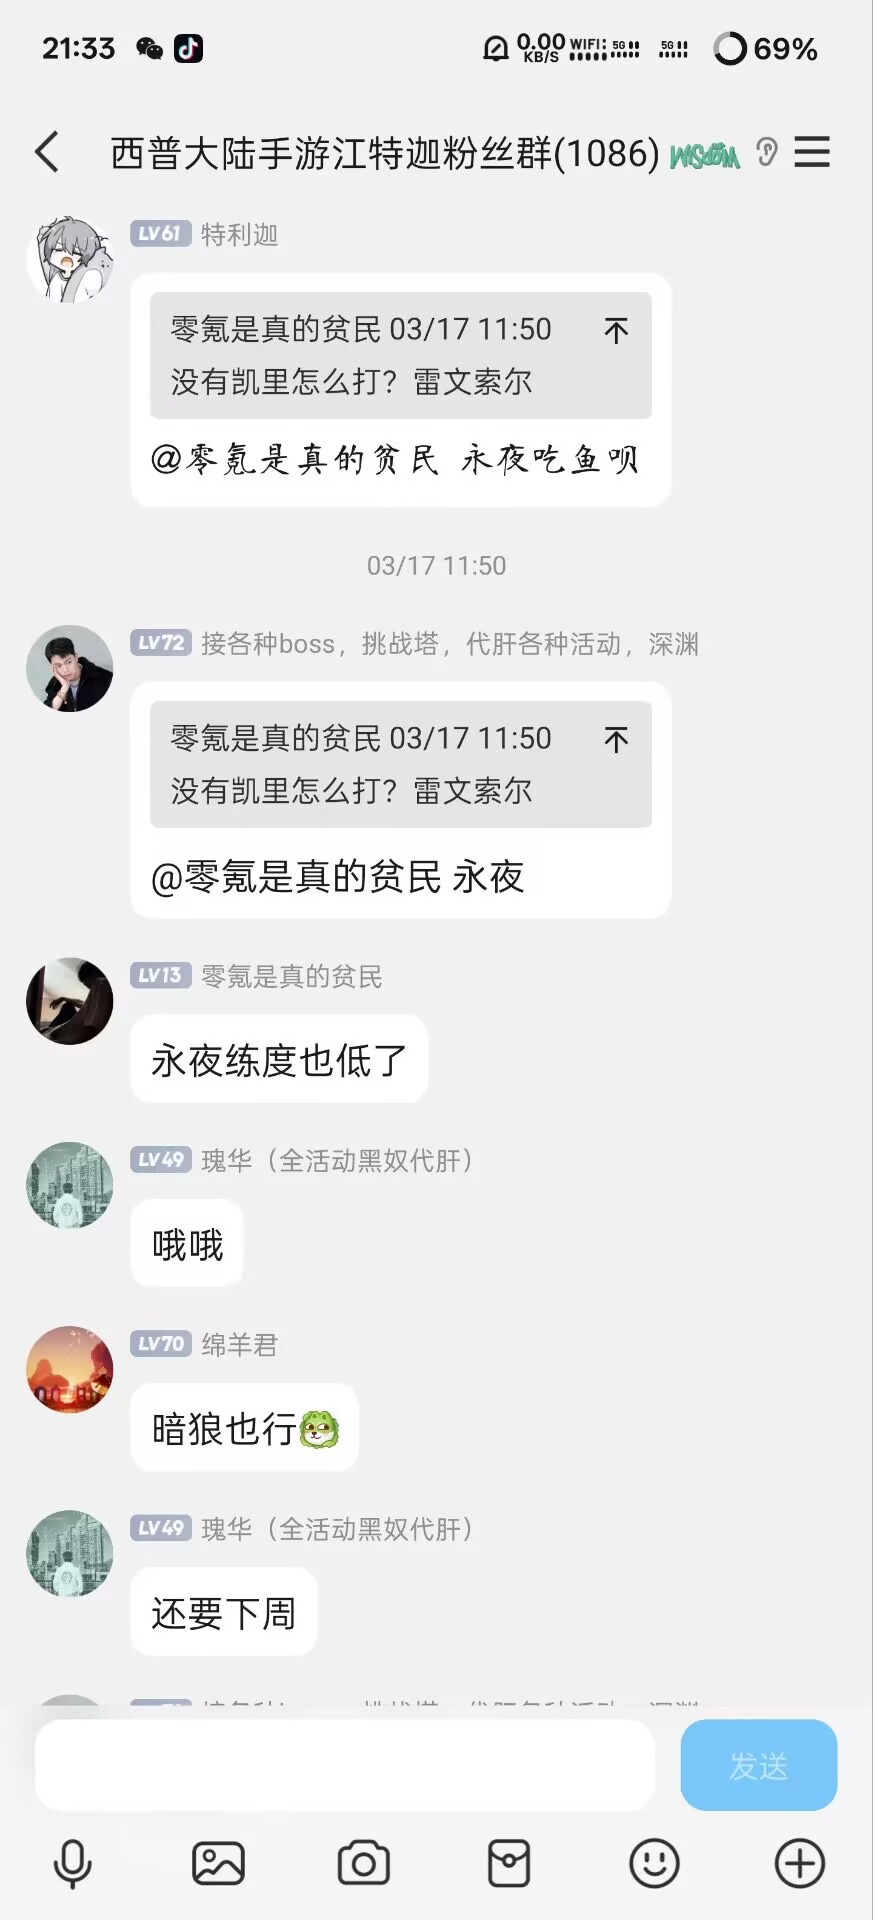 21:33 0.00 KB/S WIFI 5G 5G 69%
西普大陆手游江特迦粉丝群(1086) WISDOM
LV61 特利迦
零氪是真的贫民 03/17 11:50
没有凯里怎么打？雷文索尔
@零氪是真的贫民 永夜吃鱼呗
03/17 11:50
LV72 接各种boss，挑战塔，代肝各种活动，深渊
零氪是真的贫民 03/17 11:50
没有凯里怎么打？雷文索尔
@零氪是真的贫民 永夜
LV13 零氪是真的贫民
永夜练度也低了
LV49 瑰华（全活动黑奴代肝）
哦哦
LV70 绵羊君
暗狼也行
LV49 瑰华（全活动黑奴代肝）
还要下周
发送